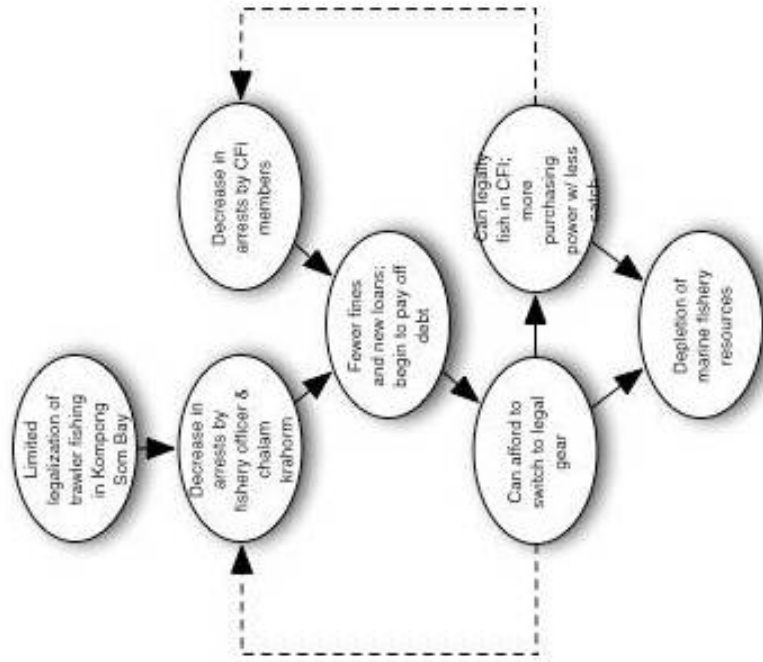 Limited
legalization of
trawler fishing
in Kompong
Som Bay
Decrease in
arrests by
fishery officer &
chalam
krahorm
Decrease in
arrests by CFI
members
Fewer fines
and new loans;
begin to pay off
debt
Can afford to
switch to legal
gear
Can legally
fish in CFI;
more
purchasing
power w/ less
catch
Depletion of
marine fishery
resources